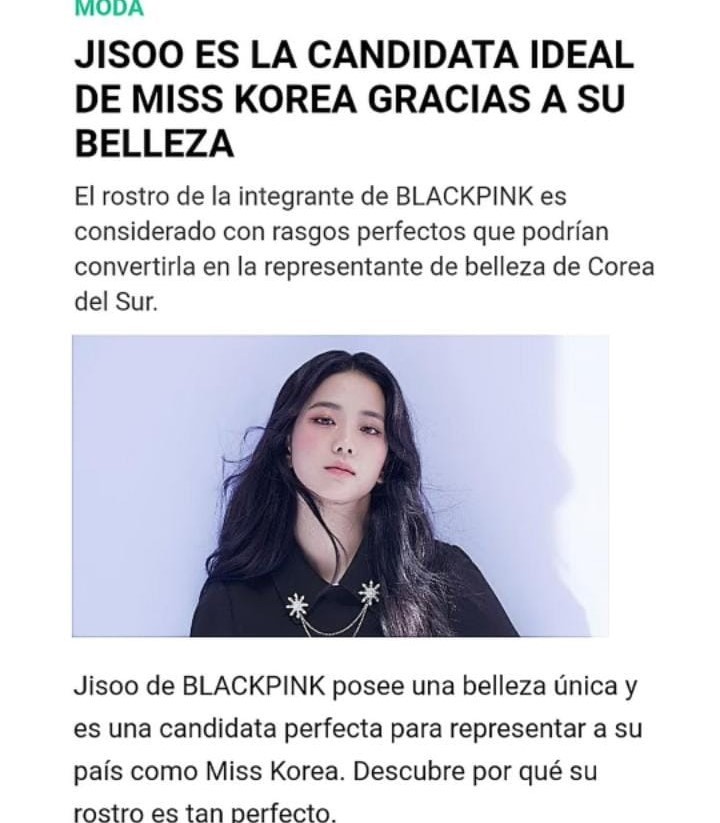 MODA
JISOO ES LA CANDIDATA IDEAL
DE MISS KOREA GRACIAS A SU
BELLEZA
El rostro de la integrante de BLACKPINK es
considerado con rasgos perfectos que podrían
convertirla en la representante de belleza de Corea
del Sur.
Jisoo de BLACKPINK posee una belleza única y
es una candidata perfecta para representar a su
país como Miss Korea. Descubre por qué su
rostro es tan perfecto.